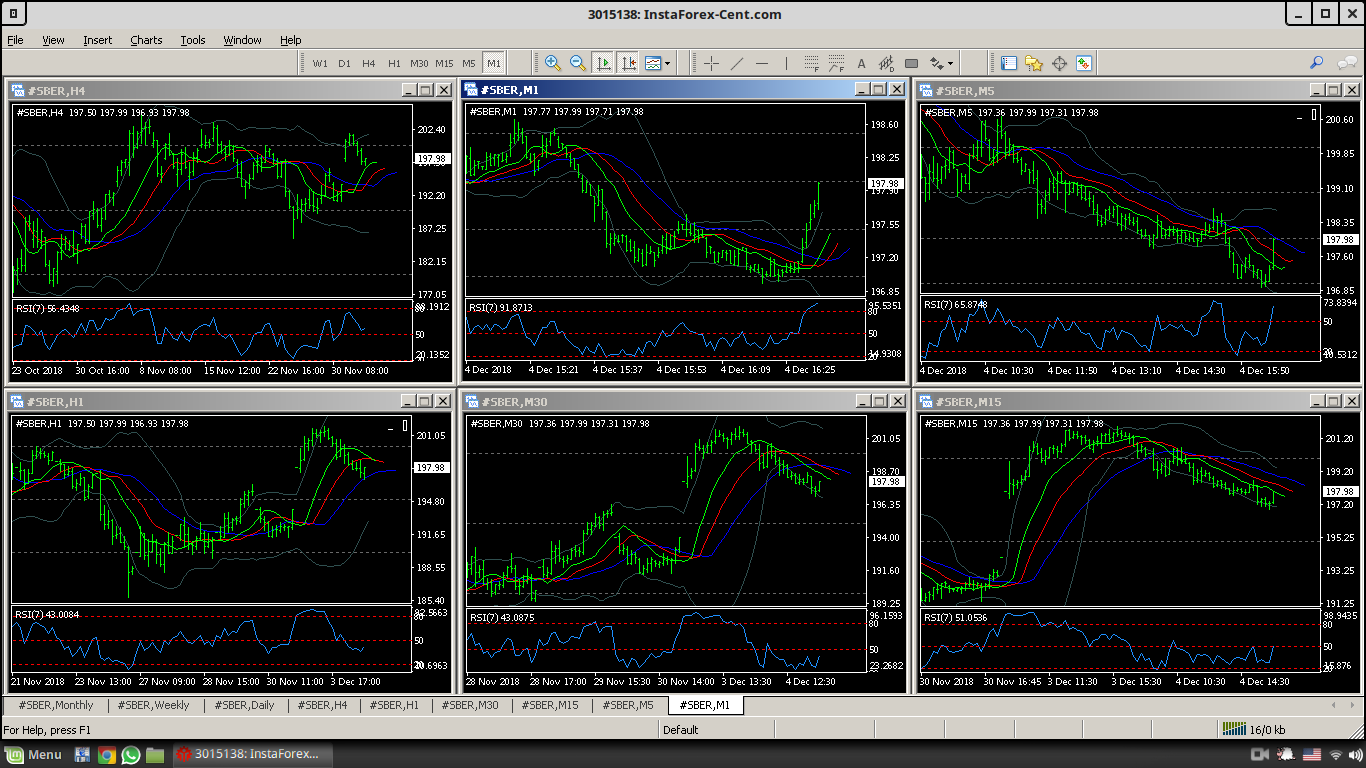 3015138: InstaForex-Cent.com
File View Insert Charts Tools Window Help
W1 D1 H4 H1 M30 M15 M5 M1
#SBER,H4
#SBER,H4 197.50 197.99 196.93 197.98
202.40
197.98
192.20
187.25
182.15
177.05
RSI(7) 56.4348
50
20.1352
23 Oct 2018 30 Oct 16:00 8 Nov 08:00 15 Nov 12:00 22 Nov 16:00 30 Nov 08:00
#SBER,M1
#SBER,M1 197.77 197.99 197.71 197.98
198.60
198.25
197.98
197.90
197.55
197.20
196.85
RSI(7) 91.8713
95.5351
80
50
14.9308
4 Dec 2018 4 Dec 15:21 4 Dec 15:37 4 Dec 15:53 4 Dec 16:09 4 Dec 16:25
#SBER,M5
#SBER,M5 197.36 197.99 197.31 197.98
200.60
199.85
199.10
198.35
197.98
197.60
196.85
RSI(7) 65.8748
73.8394
50
4 Dec 2018 4 Dec 10:30 4 Dec 11:50 4 Dec 13:10 4 Dec 14:30 4 Dec 15:50
#SBER,H1
#SBER,H1 197.50 197.99 196.93 197.98
201.05
197.98
194.80
191.65
188.55
185.40
RSI(7) 43.0084
80
50
21 Nov 2018 23 Nov 13:00 27 Nov 09:00 28 Nov 15:00 30 Nov 11:00 3 Dec 17:00
#SBER,M30
#SBER,M30 197.36 197.99 197.31 197.98
201.05
198.70
197.98
196.35
194.00
191.60
189.25
RSI(7) 43.0875
96.1593
80
50
28 Nov 2018 28 Nov 17:00 29 Nov 15:30 30 Nov 14:00 3 Dec 13:30 4 Dec 12:30
#SBER,M15
#SBER,M15 197.36 197.99 197.31 197.98
201.20
199.20
197.98
197.20
195.25
193.25
191.25
RSI(7) 51.0536
98.9435
80
50
30 Nov 2018 30 Nov 16:45 3 Dec 11:30 3 Dec 15:30 4 Dec 10:30 4 Dec 14:30
#SBER,Monthly #SBER,Weekly #SBER,Daily #SBER,H4 #SBER,H1 #SBER,M30 #SBER,M15 #SBER,M5 #SBER,M1
For Help, press F1 Default 16/0 kb
Menu 3015138: InstaForex...